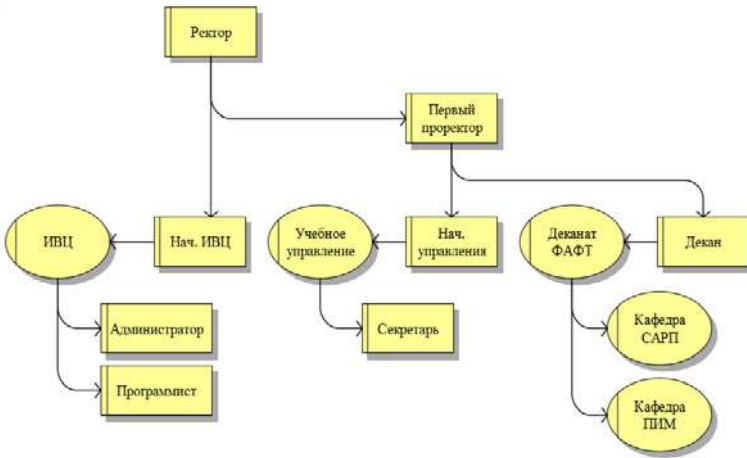 Ректор
Первый
проректор
ИВЦ
Нач. ИВЦ
Учебное
управление
Нач.
управления
Деканат
ФАФТ
Декан
Администратор
Секретарь
Кафедра
САРП
Программист
Кафедра
ПИМ